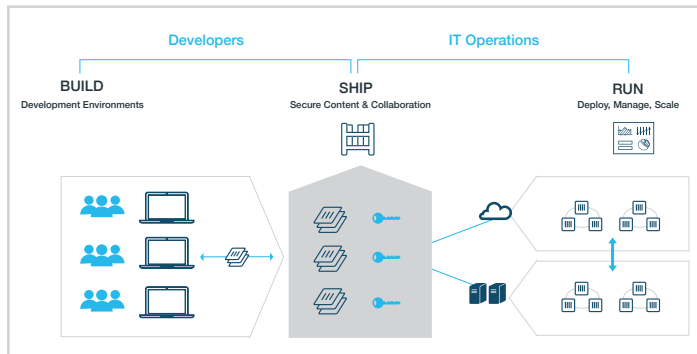 Developers
IT Operations
BUILD
Development Environments
SHIP
Secure Content & Collaboration
RUN
Deploy, Manage, Scale